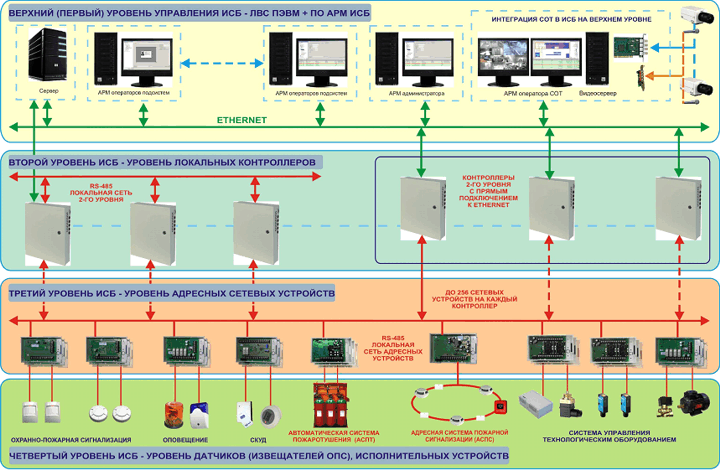 ВЕРХНИЙ (ПЕРВЫЙ) УРОВЕНЬ УПРАВЛЕНИЯ ИСБ - ЛВС ПЭВМ + ПО АРМ ИСБ
ИНТЕГРАЦИЯ СОТ В ИСБ НА ВЕРХНЕМ УРОВНЕ
Сервер
АРМ операторов подсистем
АРМ операторов подсистем
АРМ администратора
АРМ оператора СОТ
Видеосервер
ETHERNET
ВТОРОЙ УРОВЕНЬ ИСБ - УРОВЕНЬ ЛОКАЛЬНЫХ КОНТРОЛЛЕРОВ
RS-485
ЛОКАЛЬНАЯ СЕТЬ
2-ГО УРОВНЯ
КОНТРОЛЛЕРЫ
2-ГО УРОВНЯ
С ПРЯМЫМ
ПОДКЛЮЧЕНИЕМ
К ETHERNET
ТРЕТИЙ УРОВЕНЬ ИСБ - УРОВЕНЬ АДРЕСНЫХ СЕТЕВЫХ УСТРОЙСТВ
ДО 256 СЕТЕВЫХ
УСТРОЙСТВ НА КАЖДЫЙ
КОНТРОЛЛЕР
RS-485
ЛОКАЛЬНАЯ
СЕТЬ АДРЕСНЫХ
УСТРОЙСТВ
ОХРАННО-ПОЖАРНАЯ СИГНАЛИЗАЦИЯ
ОПОВЕЩЕНИЕ
СКУД
АВТОМАТИЧЕСКАЯ СИСТЕМА
ПОЖАРОТУШЕНИЯ (АСПТ)
АДРЕСНАЯ СИСТЕМА ПОЖАРНОЙ
СИГНАЛИЗАЦИИ (АСПС)
СИСТЕМА УПРАВЛЕНИЯ
ТЕХНОЛОГИЧЕСКИМ ОБОРУДОВАНИЕМ
ЧЕТВЕРТЫЙ УРОВЕНЬ ИСБ - УРОВЕНЬ ДАТЧИКОВ (ИЗВЕЩАТЕЛЕЙ ОПС), ИСПОЛНИТЕЛЬНЫХ УСТРОЙСТВ